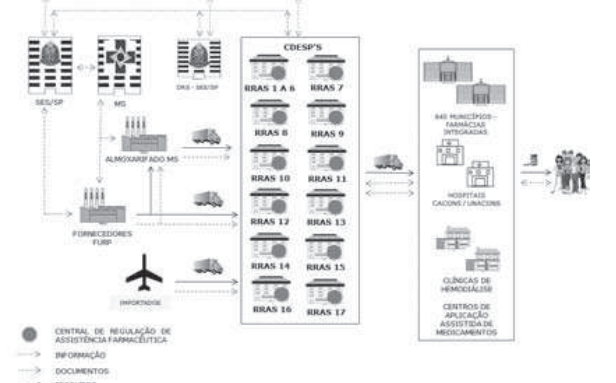 CDESP'S
RRAS 1 A 6
RRAS 7
SES/SP
MS
DRS - SES/SP
RRAS 8
RRAS 9
ALMOXARIFADO MS
645 MUNICÍPIOS -
FARMÁCIAS
INTEGRADAS
RRAS 10
RRAS 11
HOSPITAIS
CACONS / UNACONS
RRAS 12
RRAS 13
FORNECEDORES
FURP
RRAS 14
RRAS 15
CLÍNICAS DE
HEMODIÁLISE
IMPORTADOS
RRAS 16
RRAS 17
CENTROS DE
APLICAÇÃO
ASSISTIDA DE
MEDICAMENTOS
CENTRAL DE REGULAÇÃO DE
ASSISTÊNCIA FARMACÊUTICA
INFORMAÇÃO
DOCUMENTOS